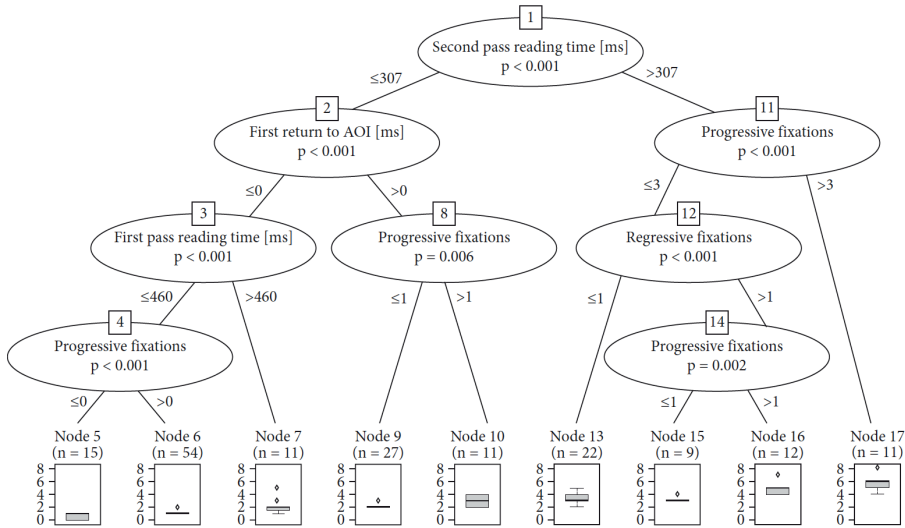 1
Second pass reading time [ms]
p < 0.001
≤307
>307
2
First return to AOI [ms]
p < 0.001
11
Progressive fixations
p < 0.001
≤0
>0
≤3
>3
3
First pass reading time [ms]
p < 0.001
8
Progressive fixations
p = 0.006
12
Regressive fixations
p < 0.001
≤460
>460
≤1
>1
≤1
>1
4
Progressive fixations
p < 0.001
14
Progressive fixations
p = 0.002
≤0
>0
≤1
>1
Node 5
(n = 15)
Node 6
(n = 54)
Node 7
(n = 11)
Node 9
(n = 27)
Node 10
(n = 11)
Node 13
(n = 22)
Node 15
(n = 9)
Node 16
(n = 12)
Node 17
(n = 11)
8
6
4
2
0
8
6
4
2
0
8
6
4
2
0
8
6
4
2
0
8
6
4
2
0
8
6
4
2
0
8
6
4
2
0
8
6
4
2
0
8
6
4
2
0